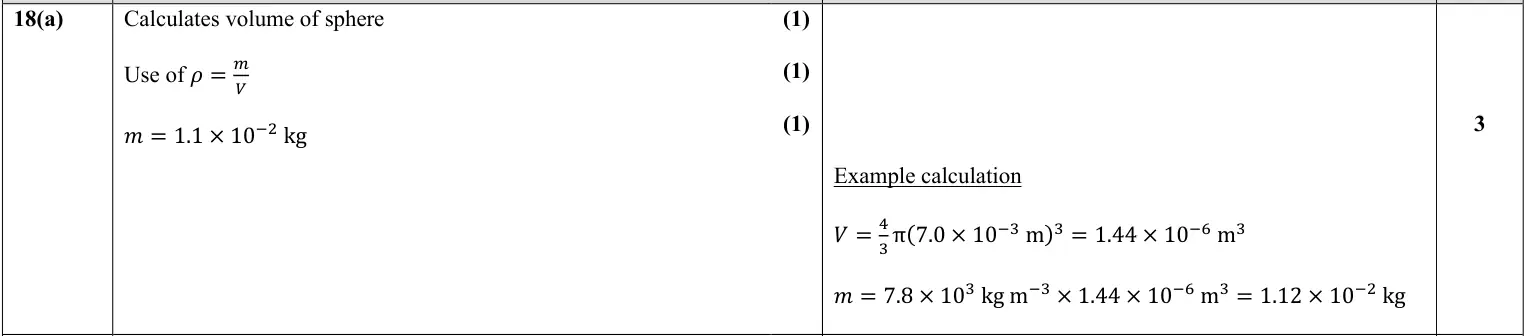 18(a) Calculates volume of sphere (1)
Use of 𝜌 = 𝑚/𝑉 (1)
𝑚 = 1.1 × 10⁻² kg (1)
3
Example calculation
𝑉 = 4/3 π(7.0 × 10⁻³ m)³ = 1.44 × 10⁻⁶ m³
𝑚 = 7.8 × 10³ kg m⁻³ × 1.44 × 10⁻⁶ m³ = 1.12 × 10⁻² kg